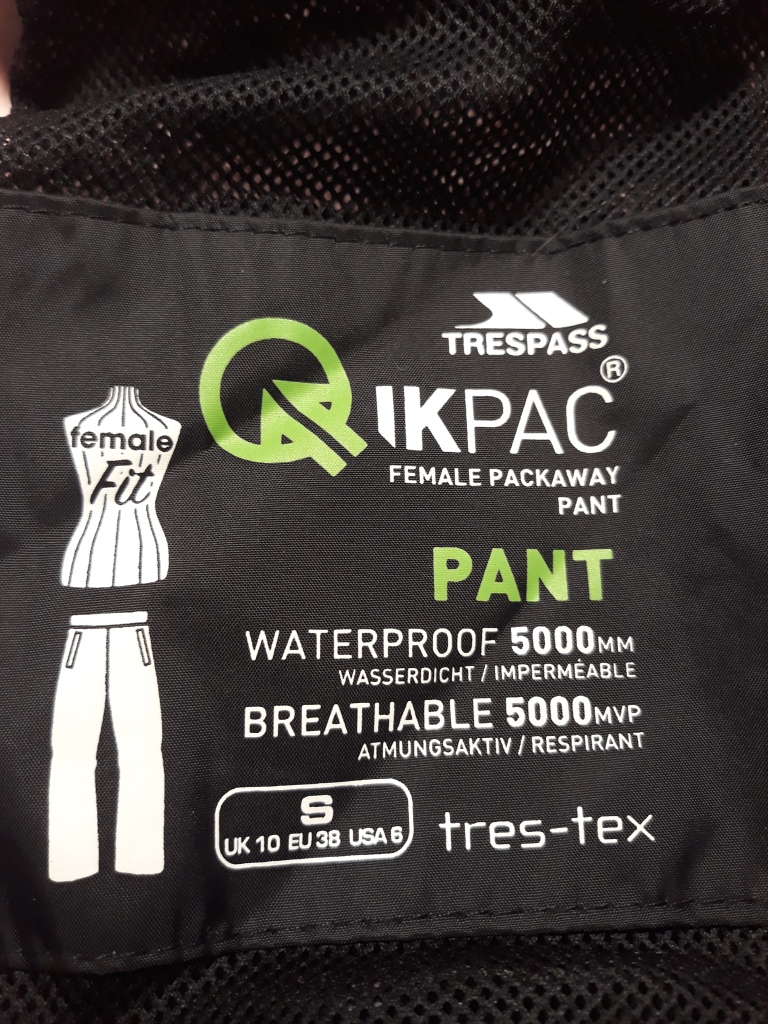 TRESPASS
QIKPAC®
FEMALE PACKAWAY
PANT
female
Fit
PANT
WATERPROOF 5000MM
WASSERDICHT / IMPERMÉABLE
BREATHABLE 5000MVP
ATMUNGSAKTIV / RESPIRANT
S
UK 10 EU 38 USA 6
tres-tex